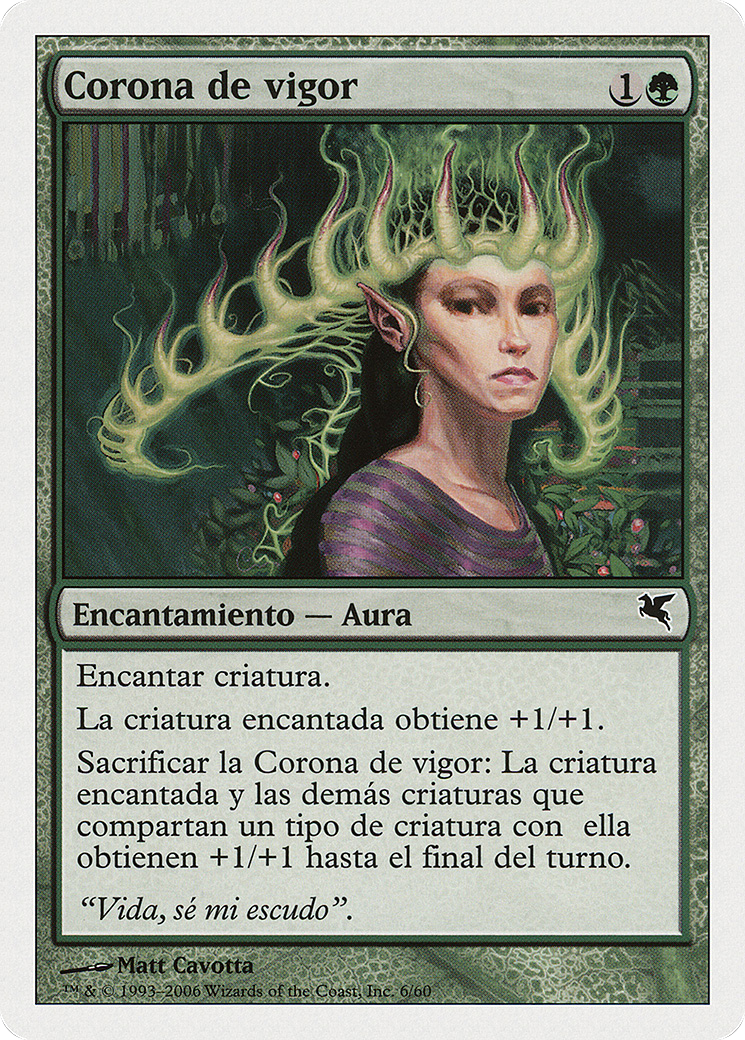 Corona de vigor 1
Encantamiento — Aura
Encantar criatura.
La criatura encantada obtiene +1/+1.
Sacrificar la Corona de vigor: La criatura
encantada y las demás criaturas que
compartan un tipo de criatura con  ella
obtienen +1/+1 hasta el final del turno.
“Vida, sé mi escudo”.
Matt Cavotta
™ & © 1993–2006 Wizards of the Coast, Inc. 6/60